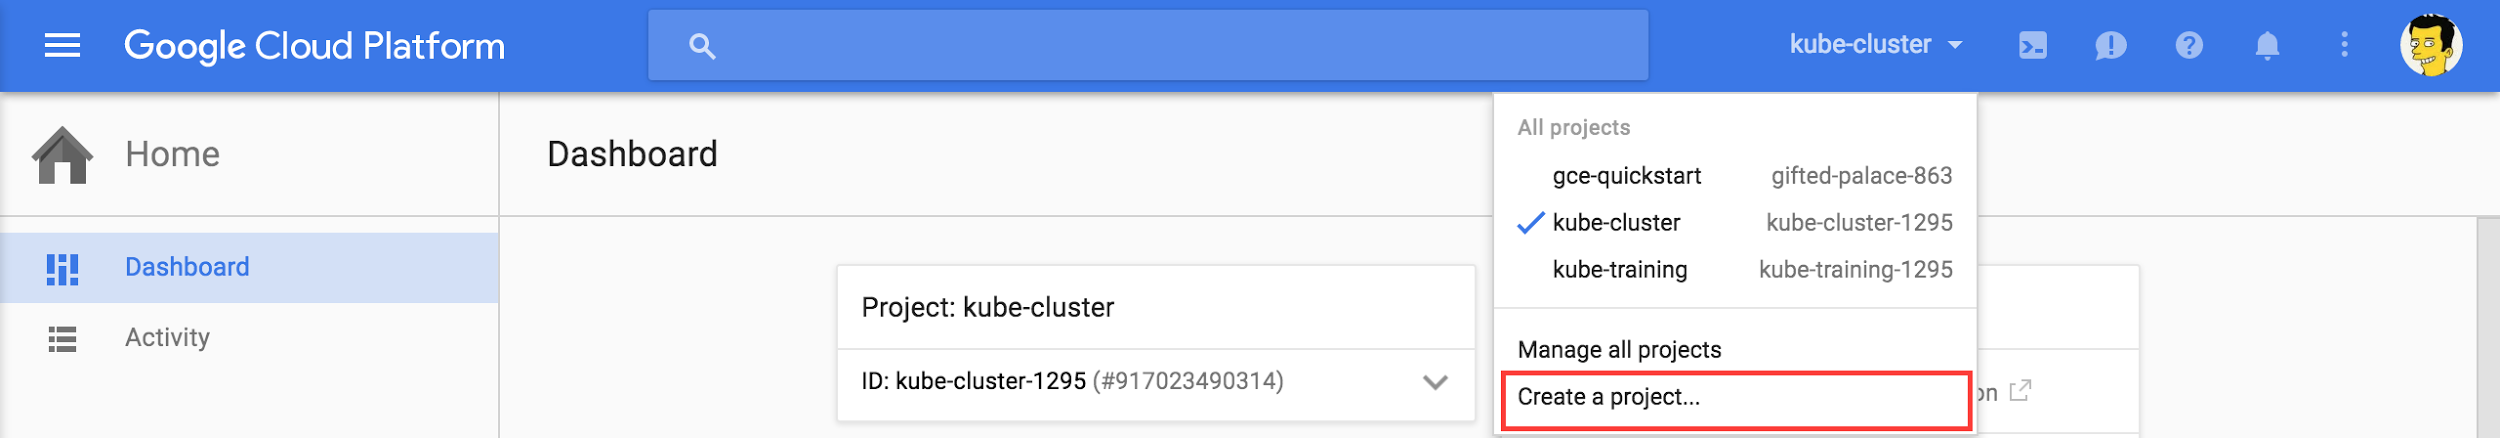 Google Cloud Platform
kube-cluster
Home
Dashboard
Activity
Dashboard
Project: kube-cluster
ID: kube-cluster-1295 (#917023490314)
All projects
gce-quickstart gifted-palace-863
kube-cluster kube-cluster-1295
kube-training kube-training-1295
Manage all projects
Create a project...